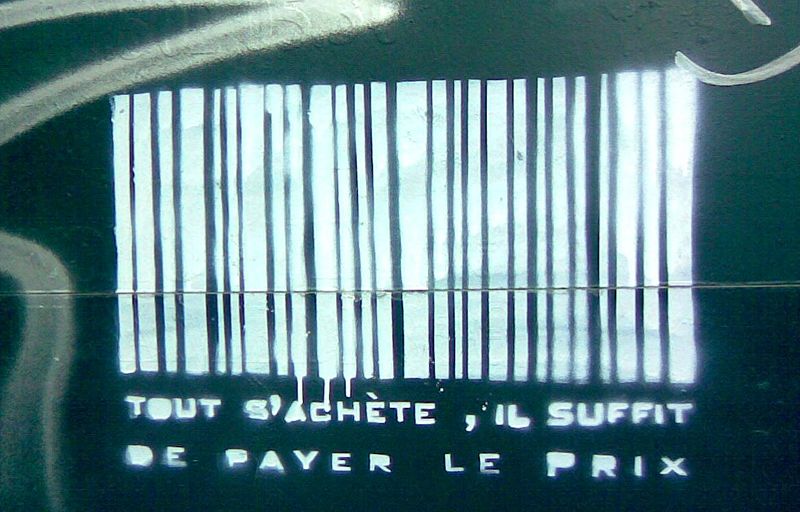 TOUT S'ACHÈTE , IL SUFFIT
DE PAYER LE PRIX